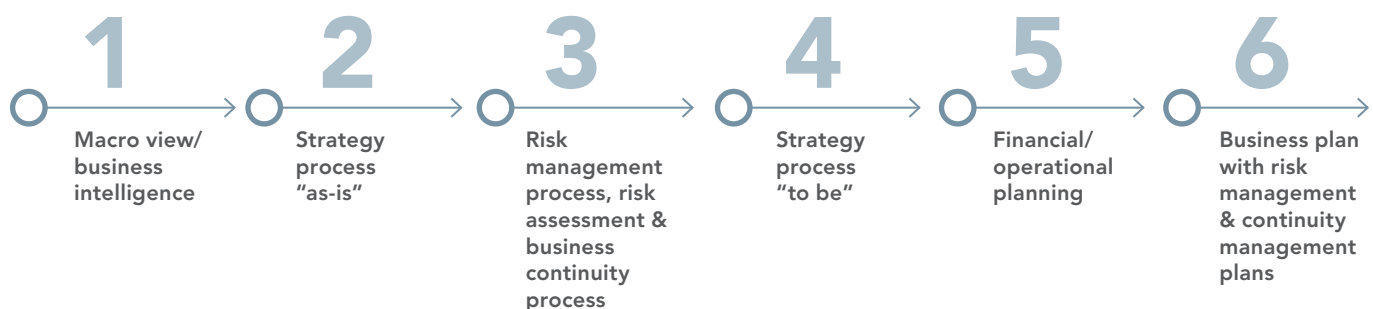 1
Macro view/
business
intelligence
2
Strategy
process
“as-is”
3
Risk
management
process, risk
assessment &
business
continuity
process
4
Strategy
process
“to be”
5
Financial/
operational
planning
6
Business plan
with risk
management
& continuity
management
plans